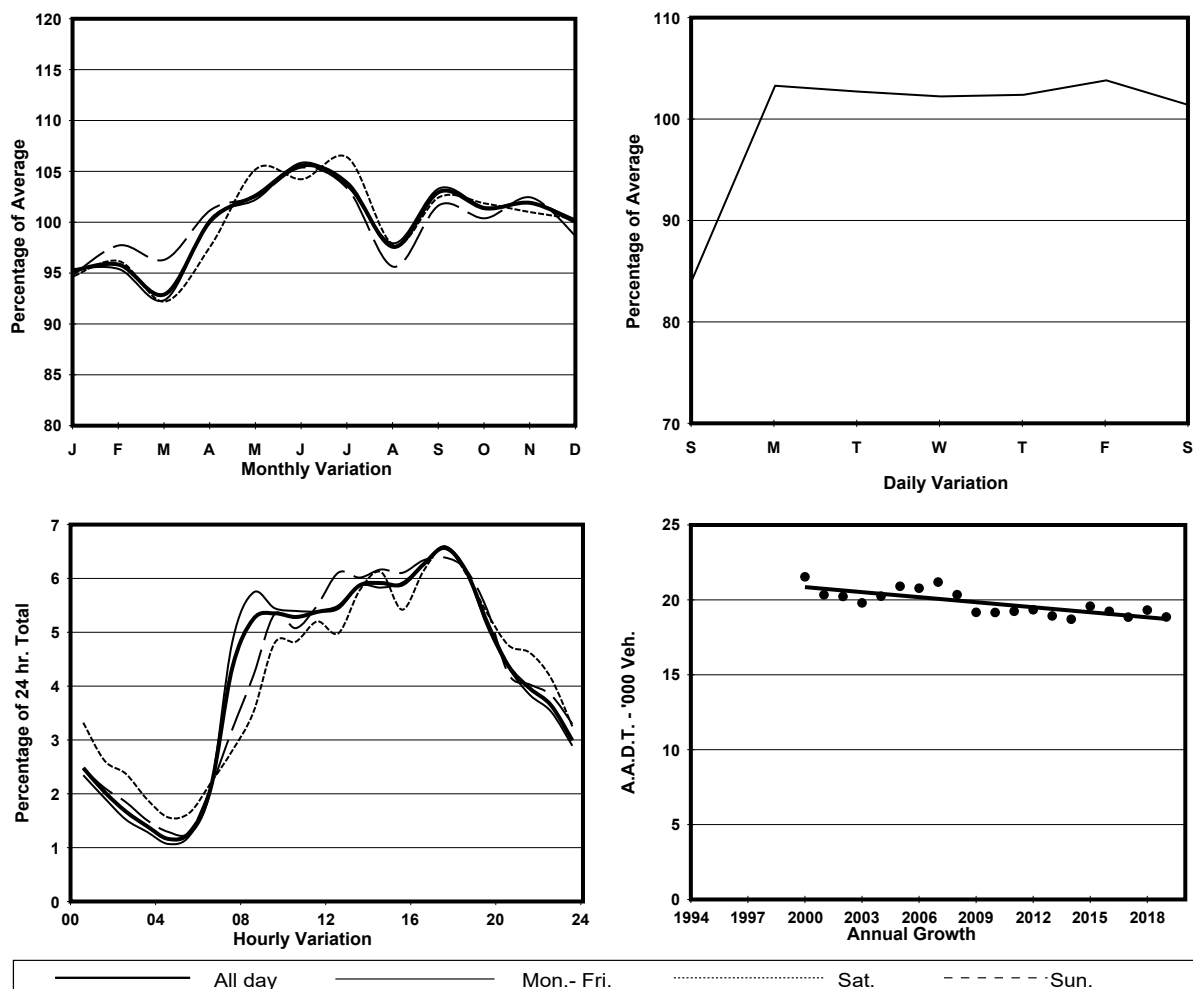 120
115
110
105
100
95
90
85
80
Percentage of Average
J F M A M J J A S O N D
Monthly Variation
110
100
90
80
70
Percentage of Average
S M T W T F S
Daily Variation
7
6
5
4
3
2
1
0
Percentage of 24 hr. Total
00 04 08 12 16 20 24
Hourly Variation
25
20
15
10
5
0
A.A.D.T. - '000 Veh.
1994 1997 2000 2003 2006 2009 2012 2015 2018
Annual Growth
All day Mon.- Fri. Sat. Sun.